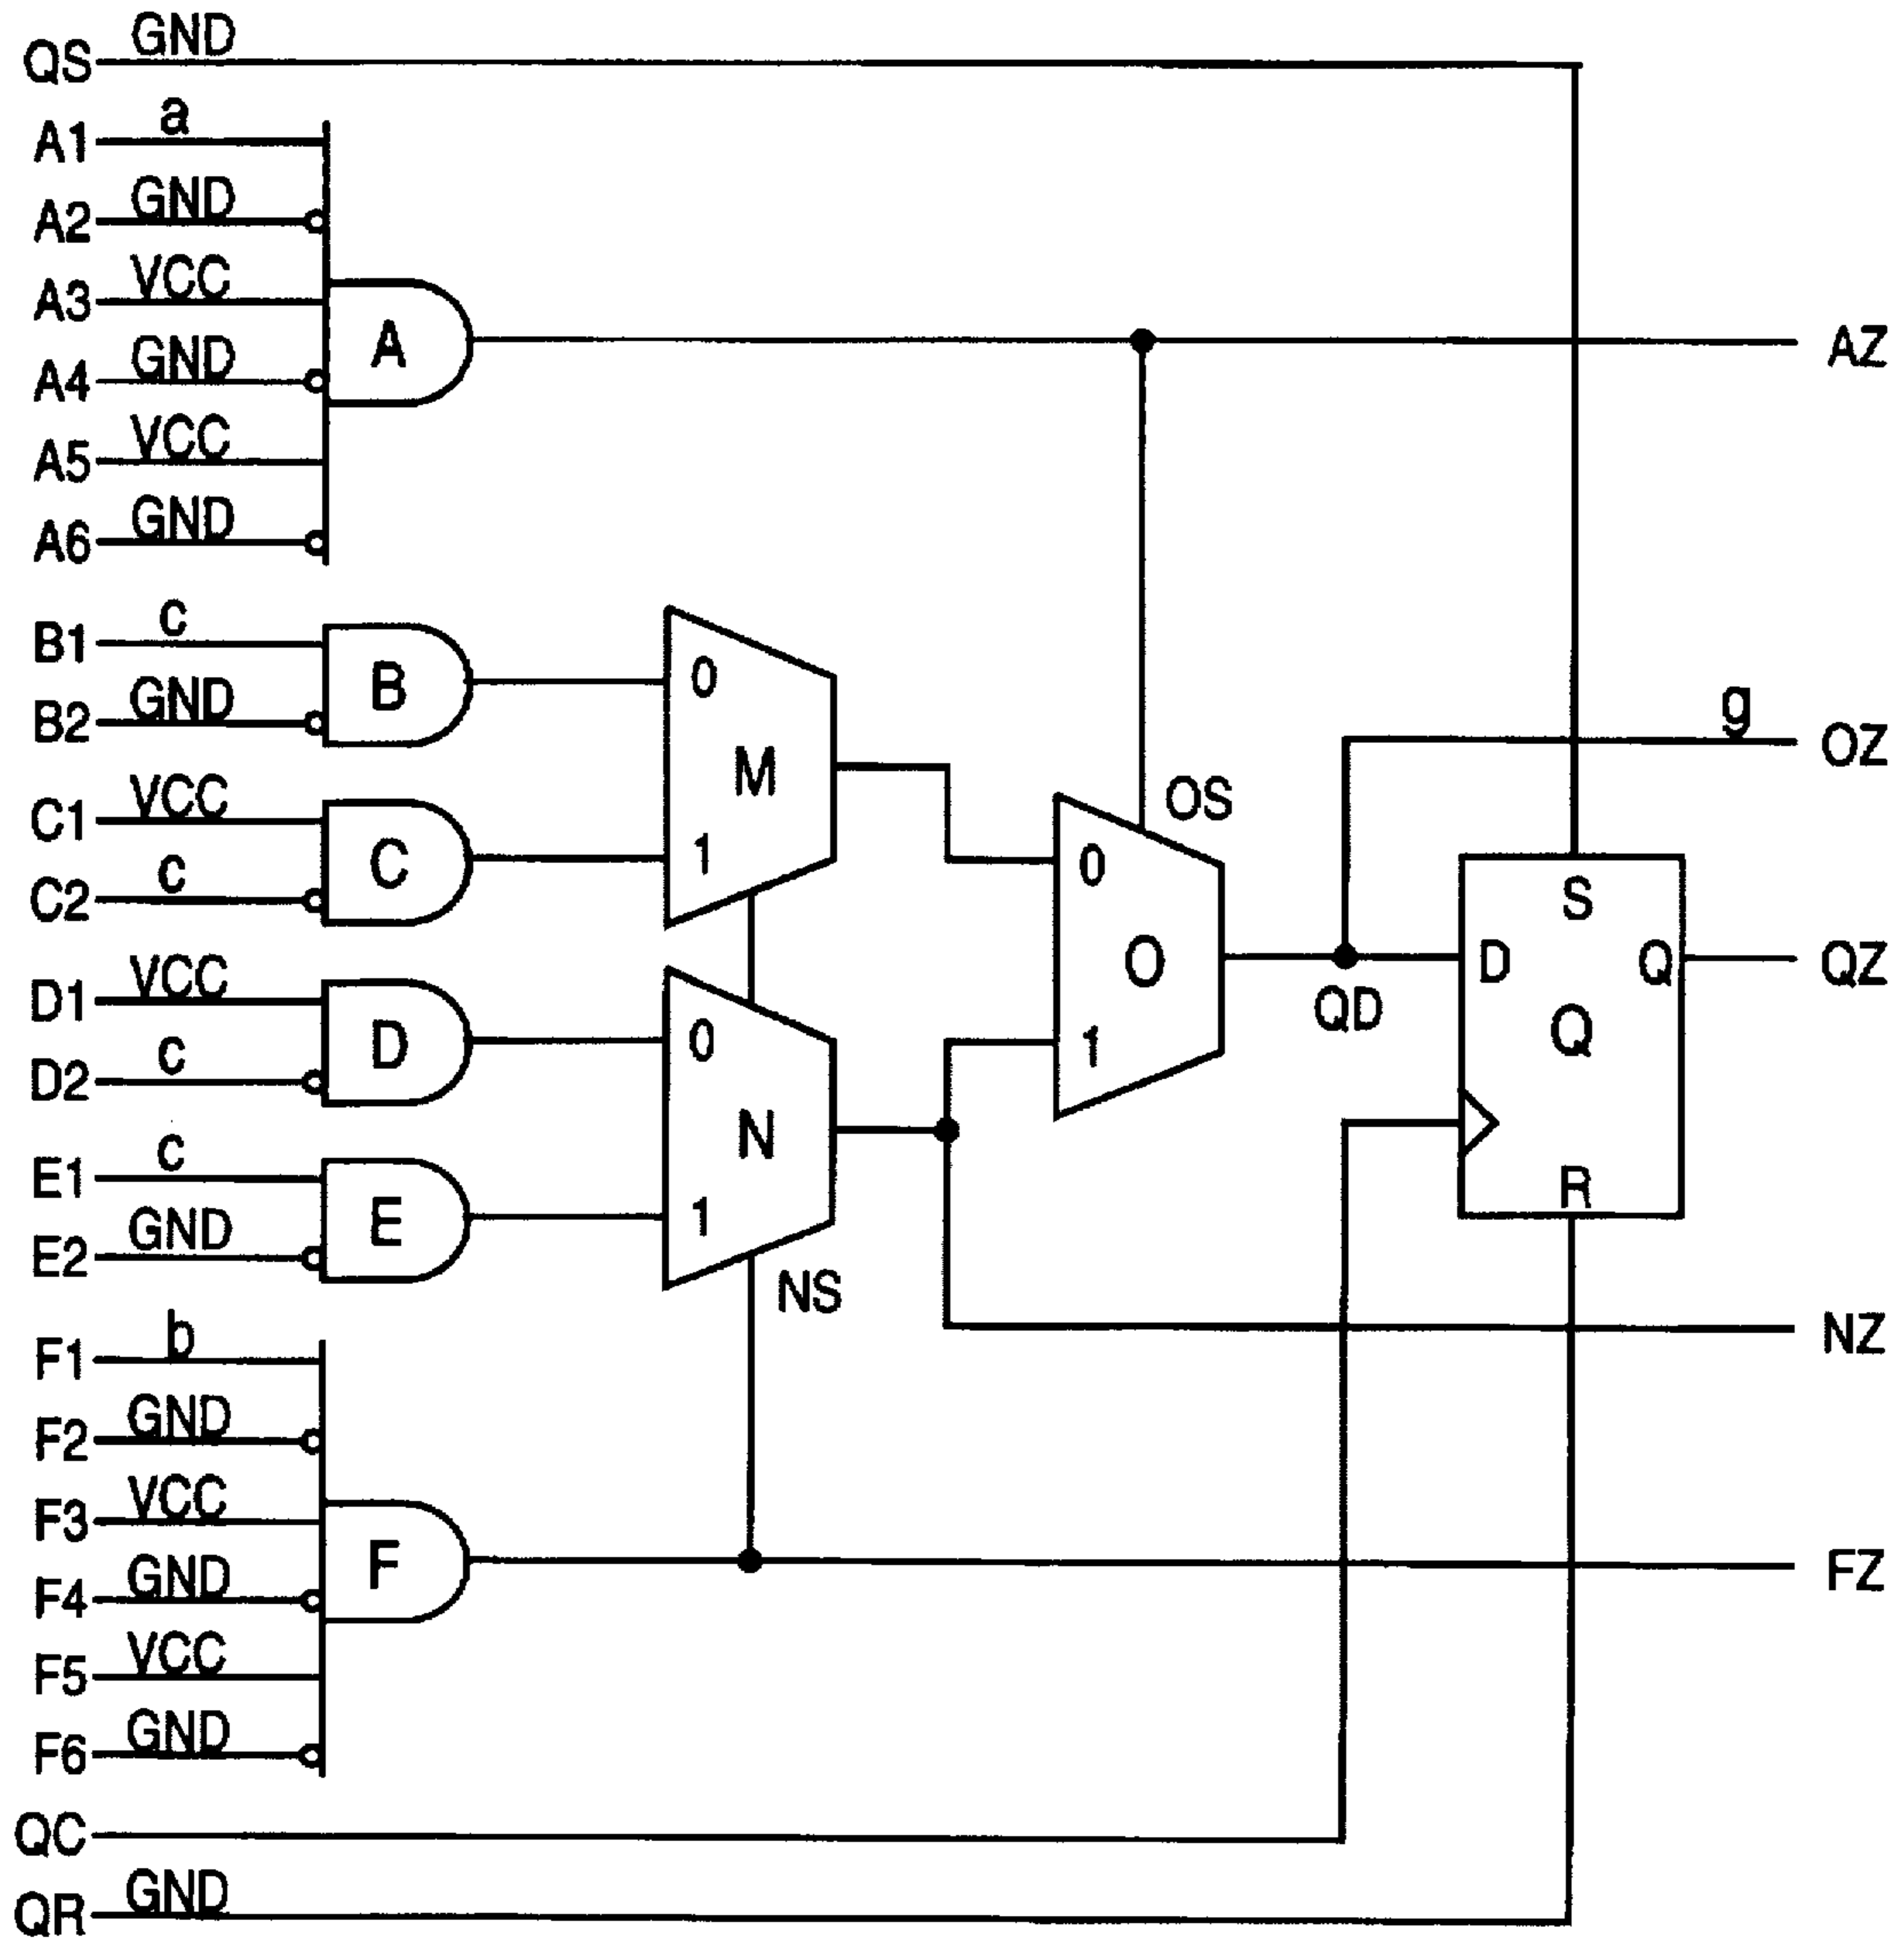 GND
QS
a
A1
GND
A2
VCC
A3
A
AZ
GND
A4
VCC
A5
GND
A6
c
B1
B
0
GND
B2
g
OZ
M
VCC
C1
OS
C
1
0
c
C2
S
VCC
D1
D
0
O
D
Q
QZ
QD
Q
c
D2
1
N
c
E1
R
E
1
GND
E2
NS
b
F1
NZ
GND
F2
VCC
F3
F
FZ
GND
F4
VCC
F5
GND
F6
QC
GND
QR